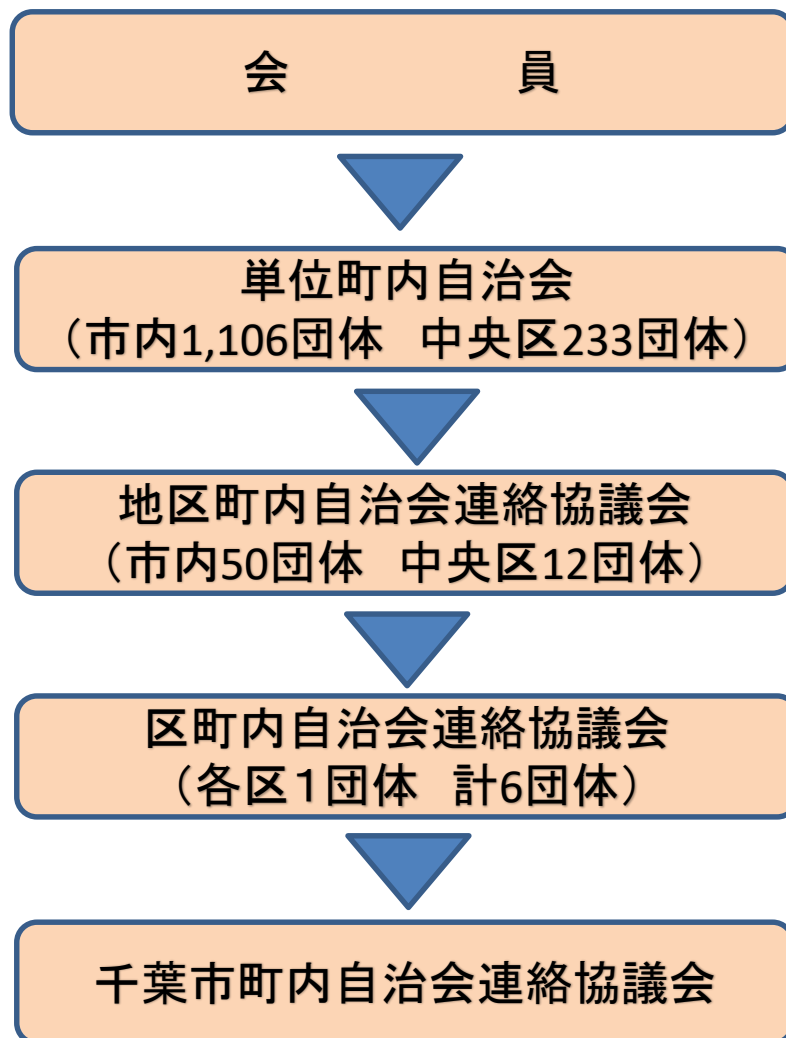 会　　　　　員
単位町内自治会
（市内1,106団体　中央区233団体）
地区町内自治会連絡協議会
（市内50団体　中央区12団体）
区町内自治会連絡協議会
（各区１団体　計6団体）
千葉市町内自治会連絡協議会